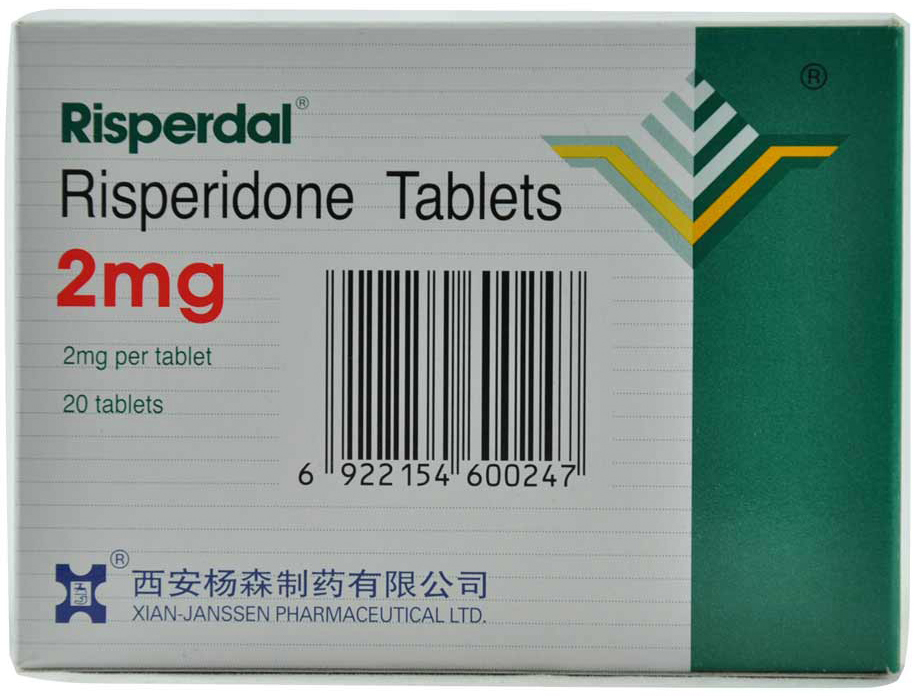 Risperdal®
Risperidone Tablets
2mg
2mg per tablet
20 tablets
6 922154 600247
®
西安杨森制药有限公司
XIAN-JANSSEN PHARMACEUTICAL LTD.
®